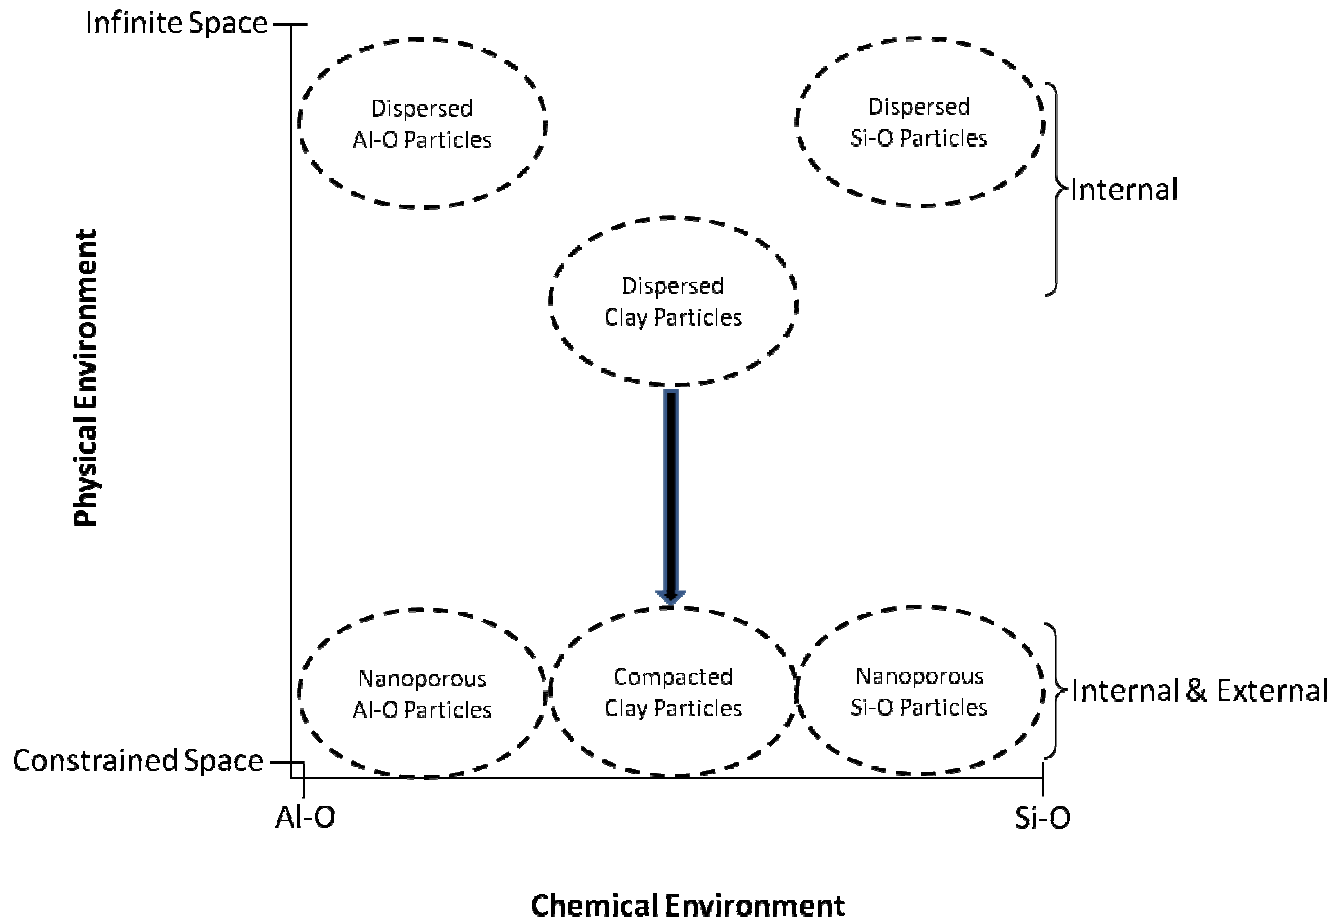 Infinite Space
Dispersed
Al-O Particles
Dispersed
Si-O Particles
Internal
Dispersed
Clay Particles
Physical Environment
Nanoporous
Al-O Particles
Compacted
Clay Particles
Nanoporous
Si-O Particles
Internal & External
Constrained Space
Al-O
Si-O
Chemical Environment